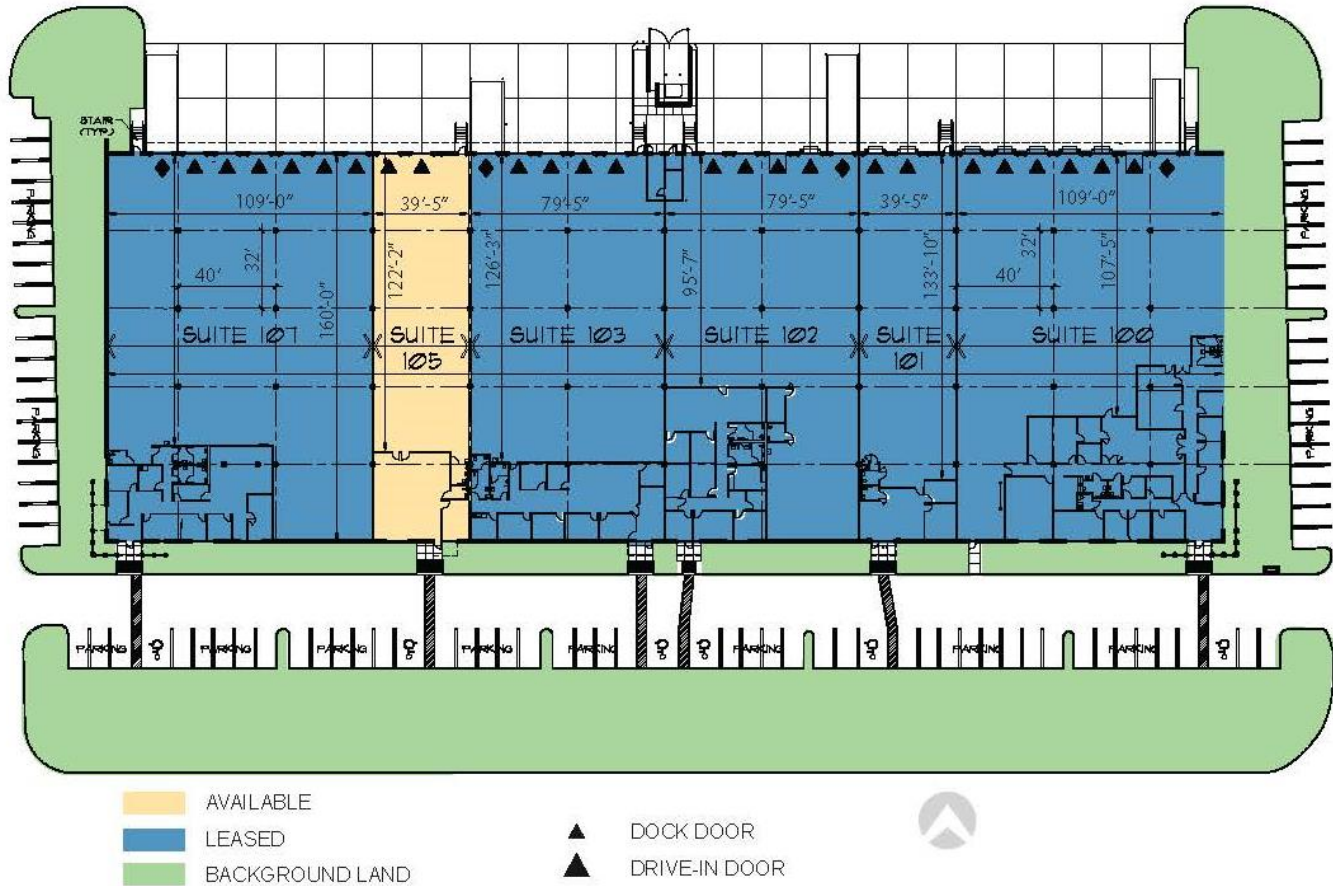 STAIR
(TYP.)
109'-0"
39'-5"
79'-5"
79'-5"
39'-5"
109'-0"
PARKING
PARKING
32'
40'
122'-2"
126'-3"
95'-7"
133'-10"
32'
40'
107'-5"
160'-0"
SUITE 107
SUITE
105
SUITE 103
SUITE 102
SUITE
101
SUITE 100
PARKING
PARKING
PARKING
PARKING
PARKING
PARKING
PARKING
PARKING
PARKING
PARKING
PARKING
AVAILABLE
LEASED
BACKGROUND LAND
DOCK DOOR
DRIVE-IN DOOR